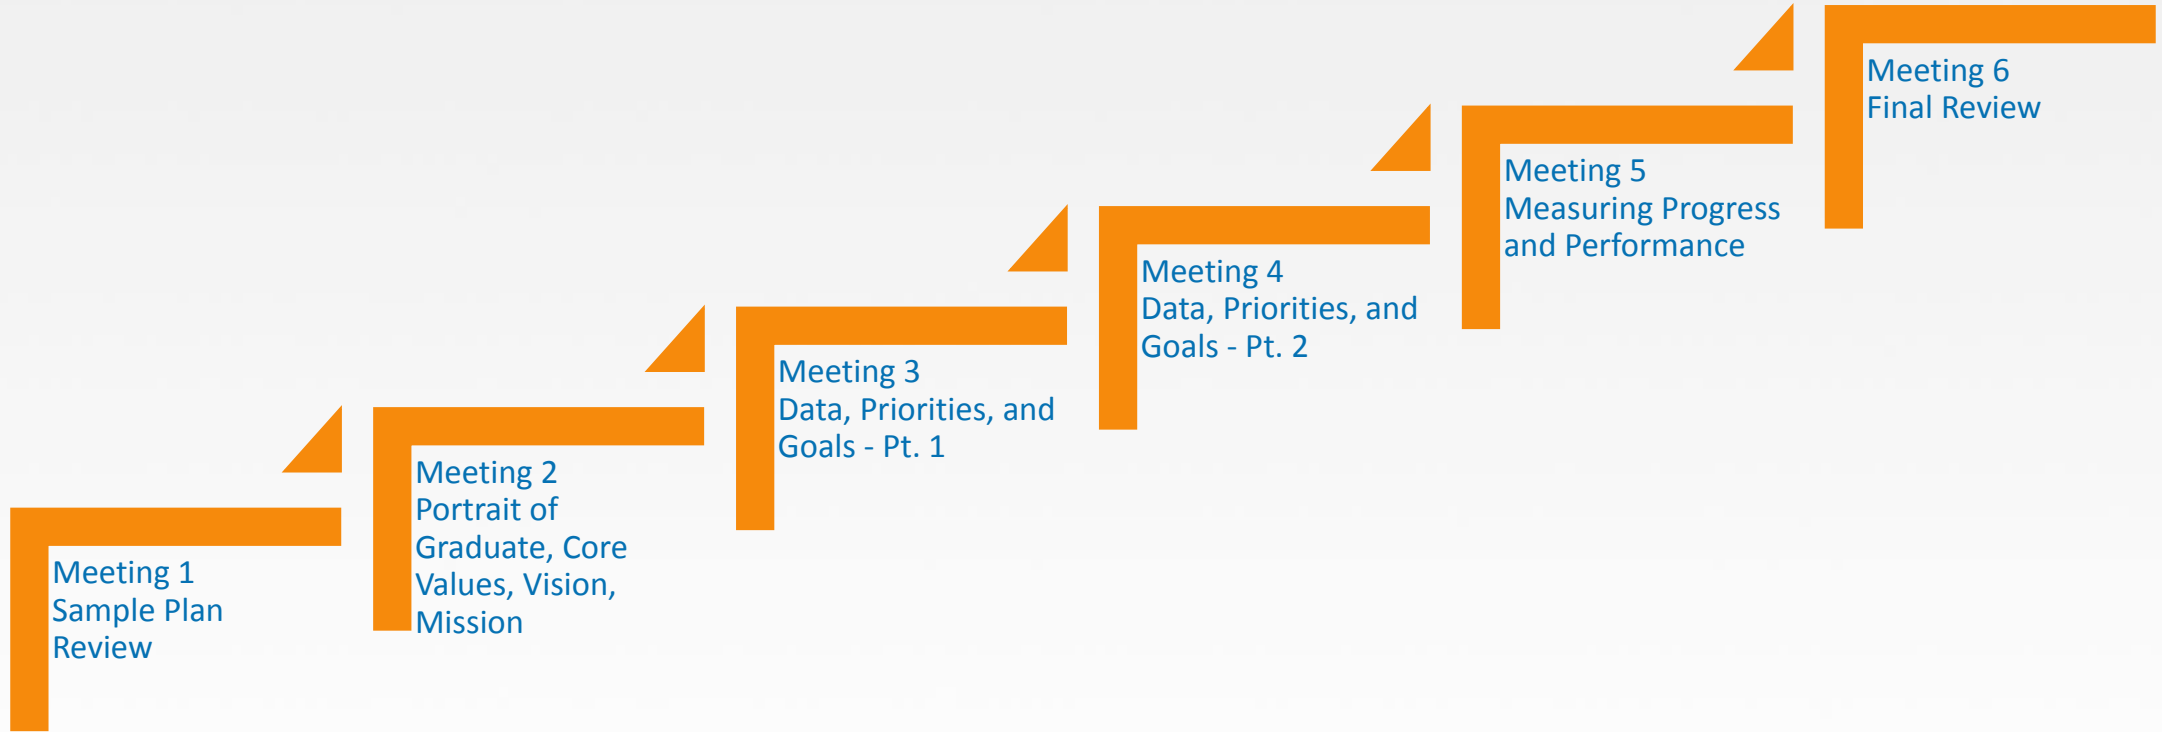 Meeting 1
Sample Plan
Review
Meeting 2
Portrait of
Graduate, Core
Values, Vision,
Mission
Meeting 3
Data, Priorities, and
Goals - Pt. 1
Meeting 4
Data, Priorities, and
Goals - Pt. 2
Meeting 5
Measuring Progress
and Performance
Meeting 6
Final Review